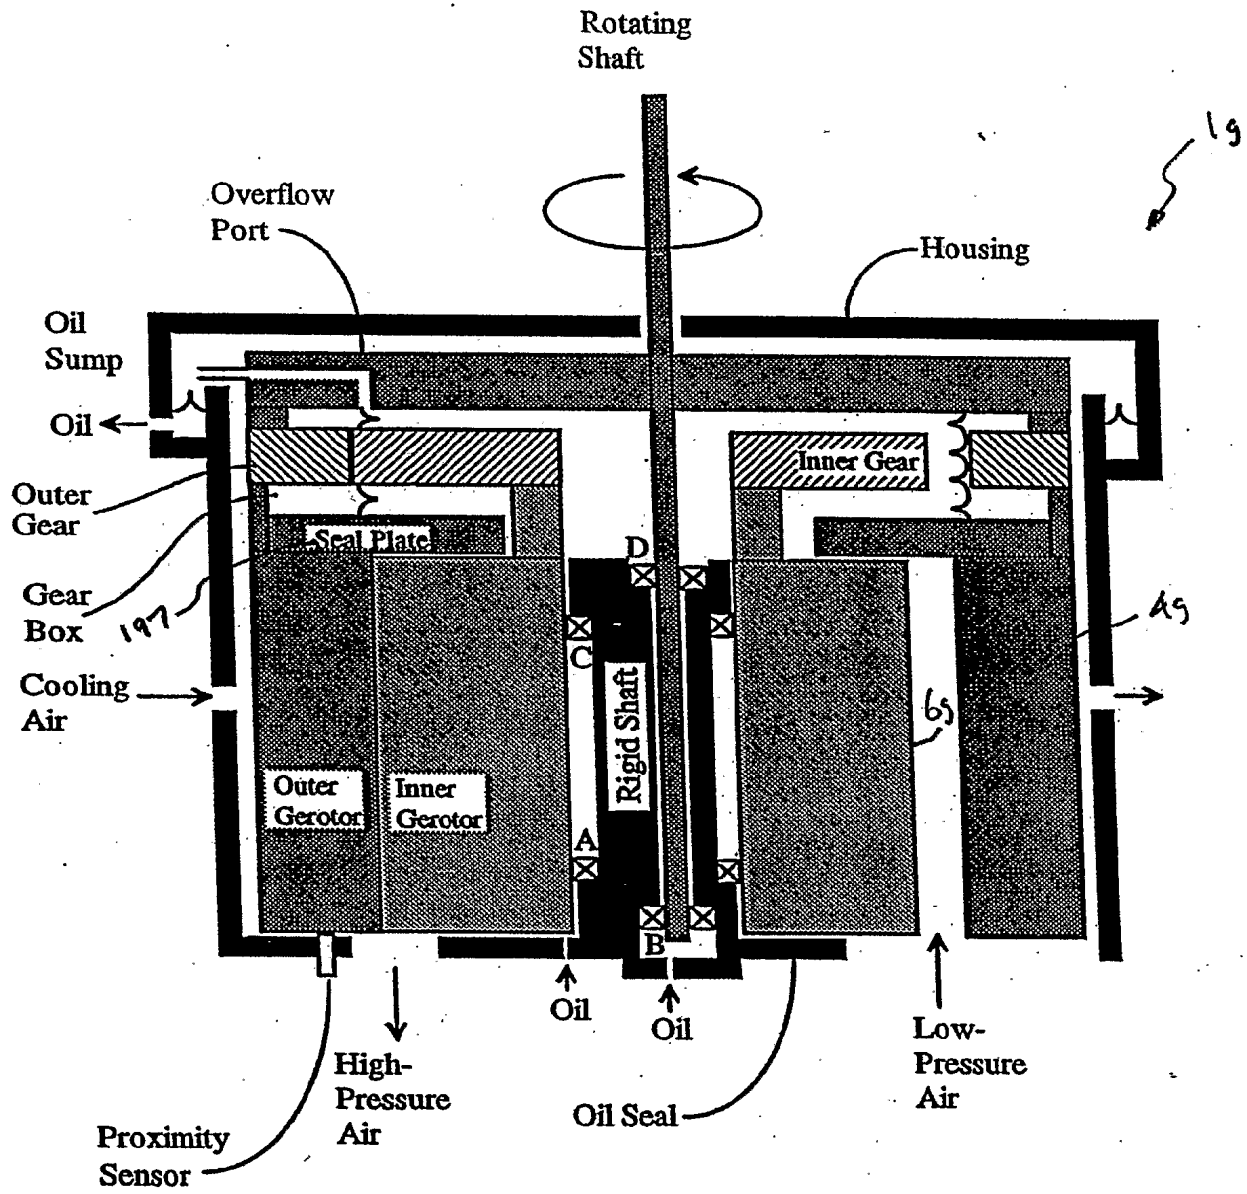 Rotating
Shaft
1g
Overflow
Port
Housing
Oil
Sump
Oil
Inner Gear
Outer
Gear
Seal Plate
D
Gear
Box
197
C
4g
Cooling
Air
Rigid Shaft
6g
Outer
Gerotor
Inner
Gerotor
A
B
Oil
Oil
High-
Pressure
Air
Low-
Pressure
Air
Oil Seal
Proximity
Sensor